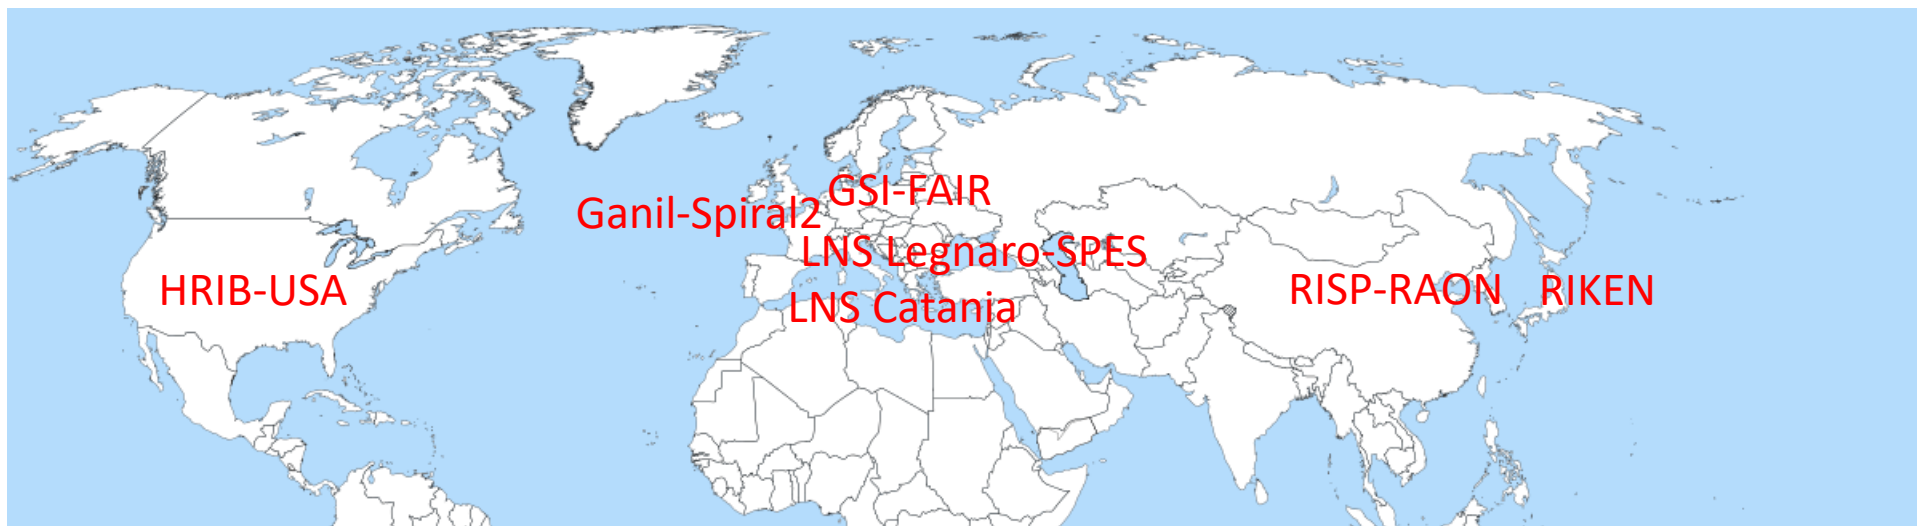 GSI-FAIR
Ganil-Spiral2
LNS Legnaro-SPES
HRIB-USA
RISP-RAON
RIKEN
LNS Catania